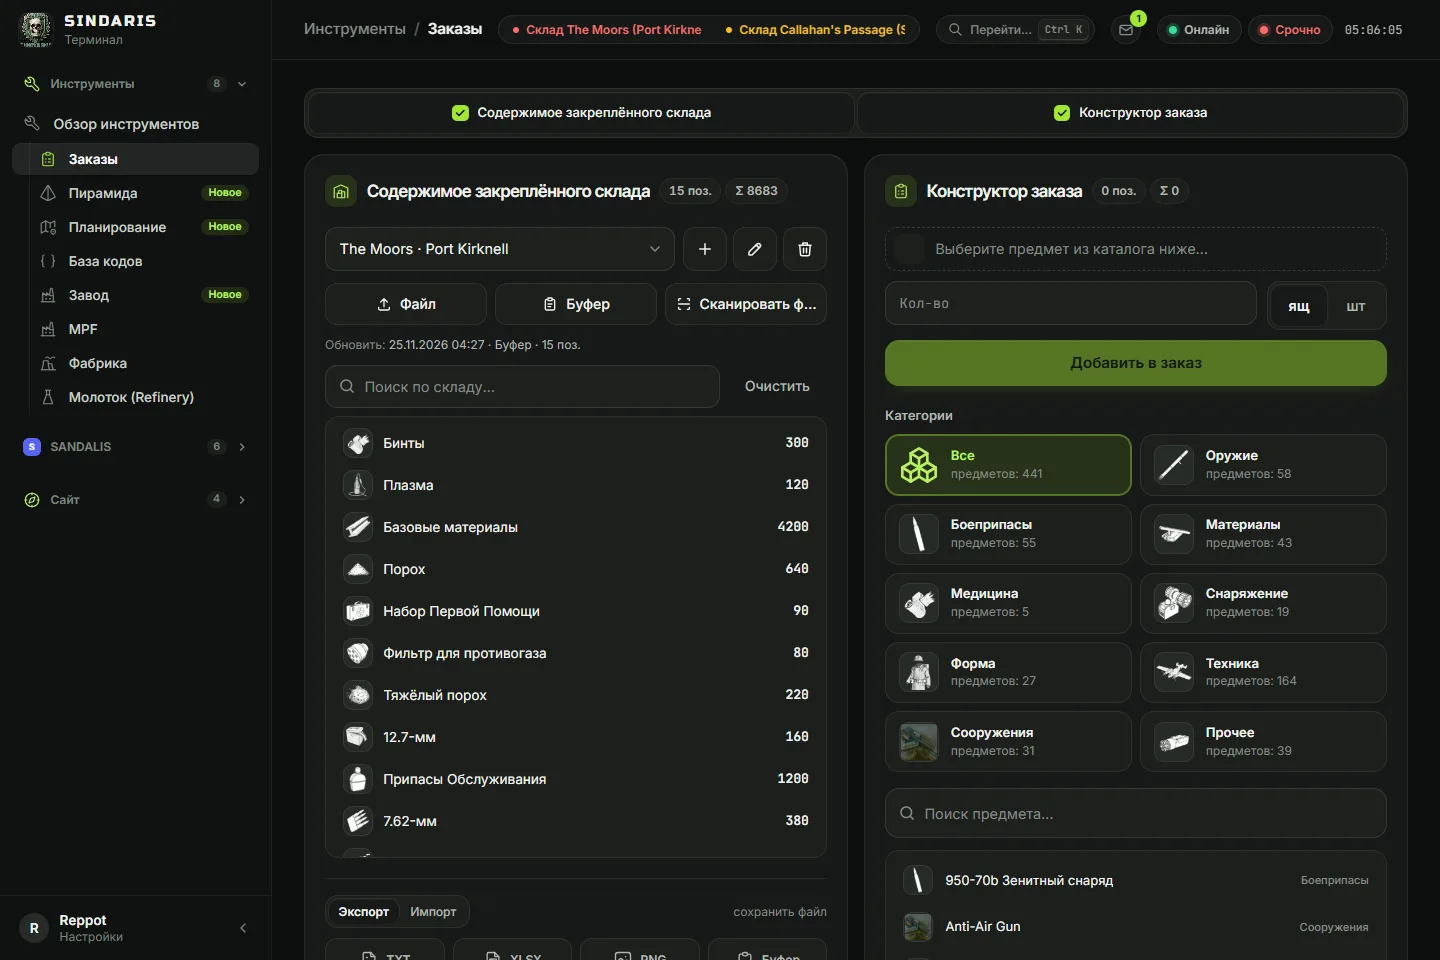 SINDARIS
Терминал
Инструменты 8
Обзор инструментов
Заказы
Пирамида Новое
Планирование Новое
База кодов
Завод Новое
MPF
Фабрика
Молоток (Refinery)
S SANDALIS 6
Сайт 4
R Reppot
Настройки
Инструменты / Заказы
Склад The Moors (Port Kirkne
Склад Callahan's Passage (S
Перейти... Ctrl K
1
Онлайн
Срочно
05:06:05
Содержимое закреплённого склада
Конструктор заказа
Содержимое закреплённого склада 15 поз. Σ 8683
The Moors · Port Kirknell
Файл
Буфер
Сканировать ф...
Обновить: 25.11.2026 04:27 · Буфер · 15 поз.
Поиск по складу...
Очистить
Бинты 300
Плазма 120
Базовые материалы 4200
Порох 640
Набор Первой Помощи 90
Фильтр для противогаза 80
Тяжёлый порох 220
12.7-мм 160
Припасы Обслуживания 1200
7.62-мм 380
Экспорт Импорт сохранить файл
TXT XLSX PNG Буфер
Конструктор заказа 0 поз. Σ 0
Выберите предмет из каталога ниже...
Кол-во
ящ шт
Добавить в заказ
Категории
Все
предметов: 441
Оружие
предметов: 58
Боеприпасы
предметов: 55
Материалы
предметов: 43
Медицина
предметов: 5
Снаряжение
предметов: 19
Форма
предметов: 27
Техника
предметов: 164
Сооружения
предметов: 31
Прочее
предметов: 39
Поиск предмета...
950-70b Зенитный снаряд Боеприпасы
Anti-Air Gun Сооружения